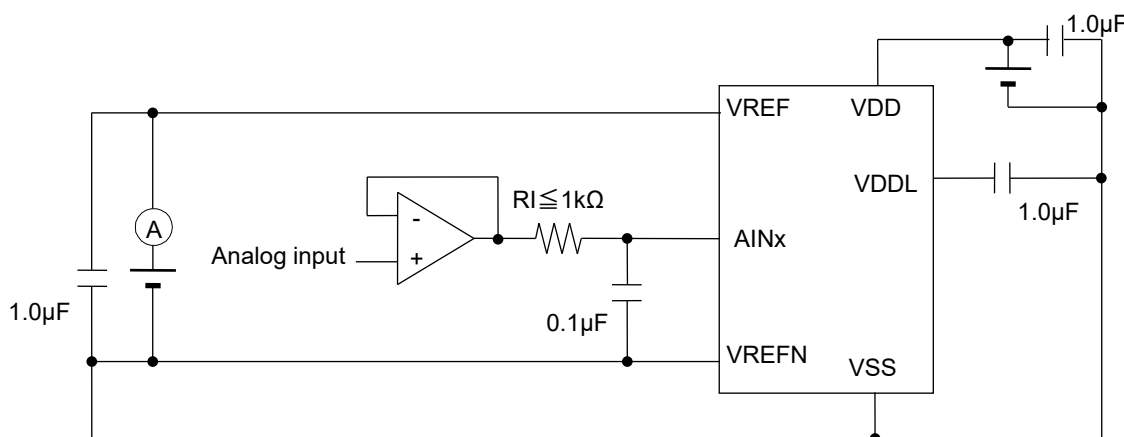 1.0μF
VREF
VDD
A
RI≦1kΩ
VDDL
-
1.0μF
Analog input
+
AINx
1.0μF
0.1μF
VREFN
VSS